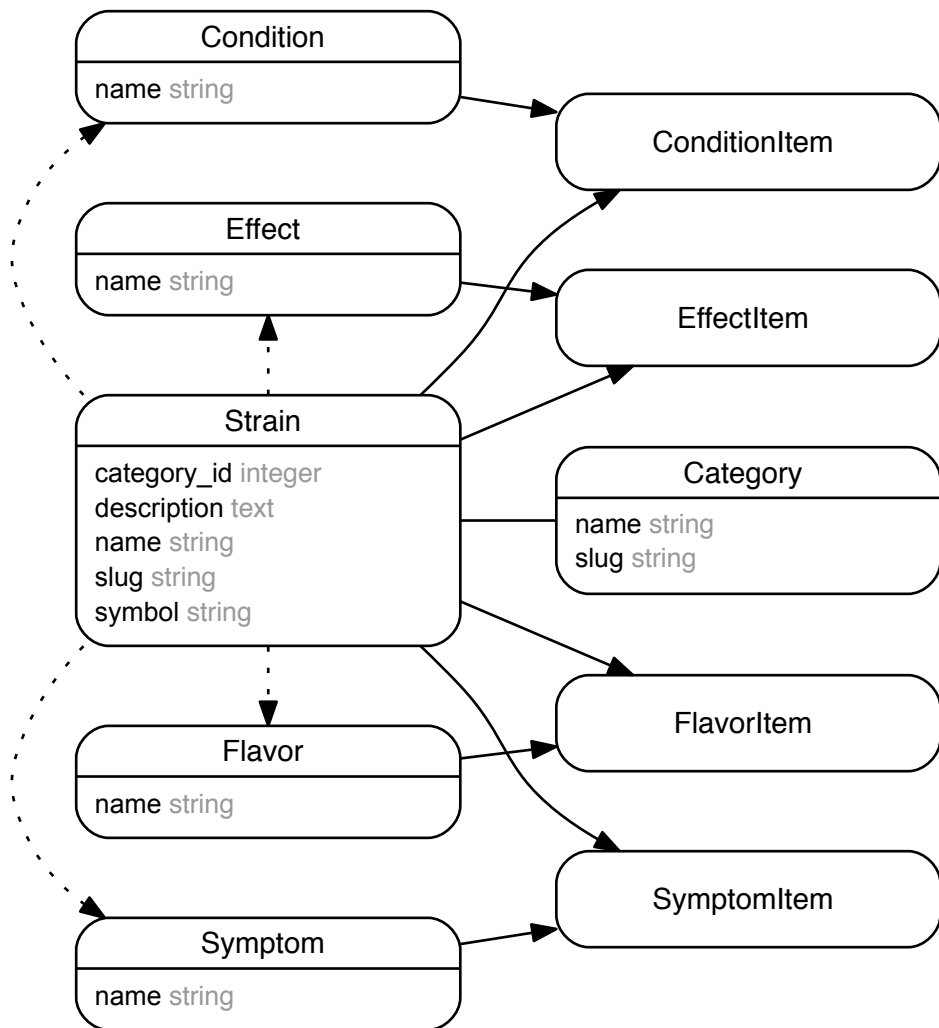 Condition
name string
ConditionItem
Effect
name string
EffectItem
Strain
category_id integer
description text
name string
slug string
symbol string
Category
name string
slug string
FlavorItem
Flavor
name string
SymptomItem
Symptom
name string